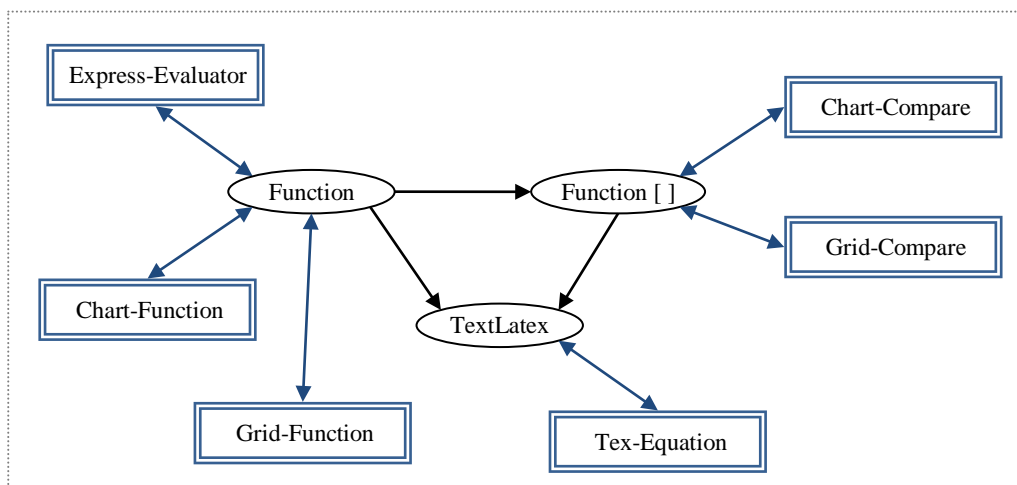 Express-Evaluator
Chart-Compare
Function
Function [ ]
Grid-Compare
Chart-Function
TextLatex
Grid-Function
Tex-Equation